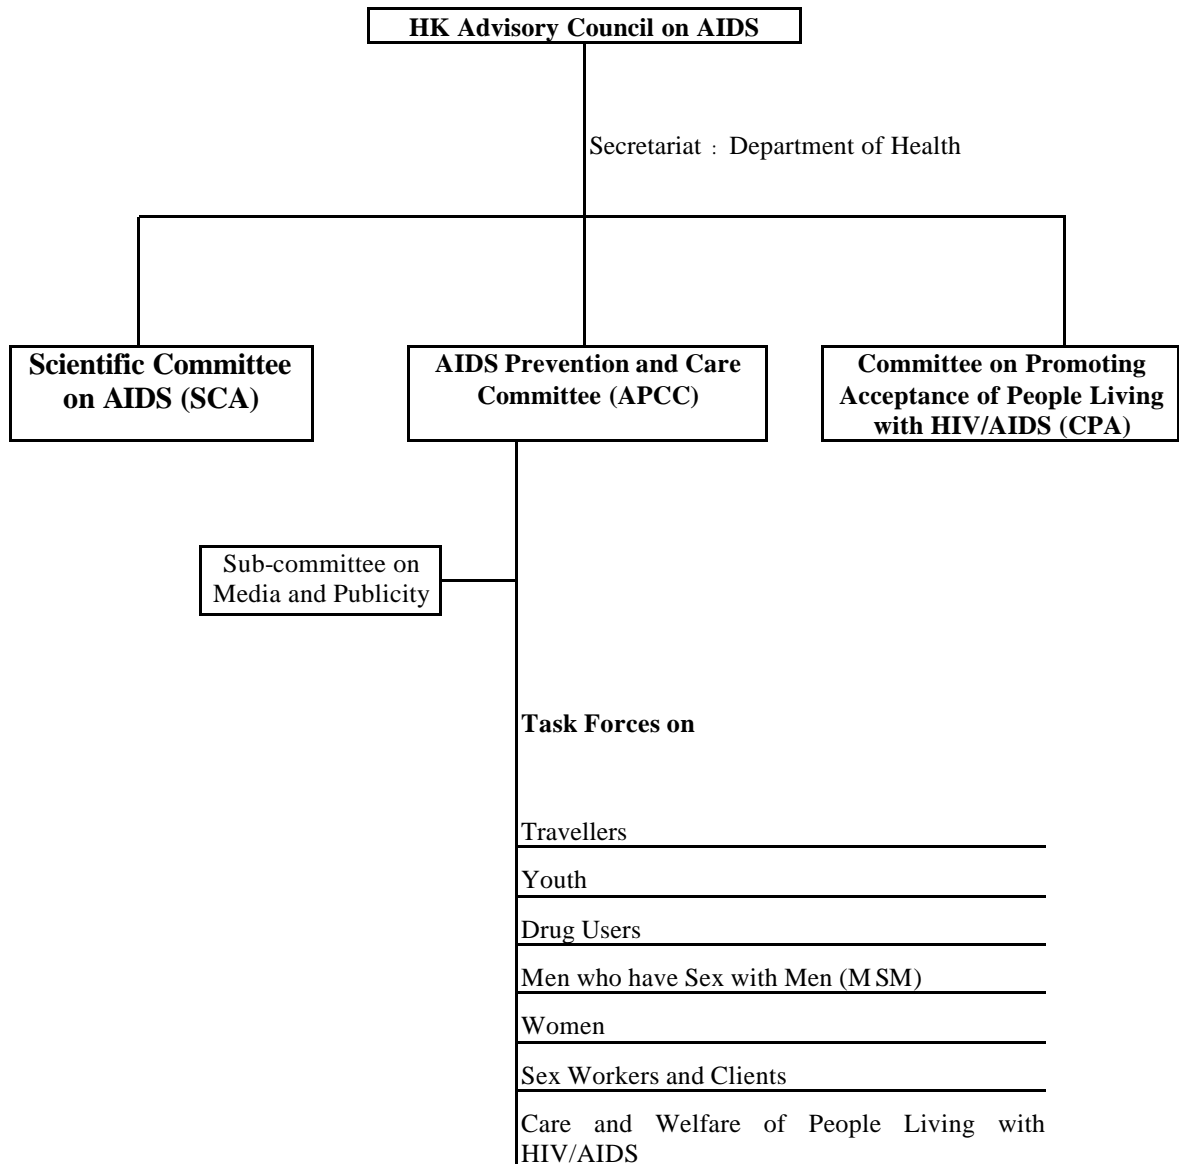 HK Advisory Council on AIDS
Secretariat : Department of Health
Scientific Committee
on AIDS (SCA)
AIDS Prevention and Care
Committee (APCC)
Committee on Promoting
Acceptance of People Living
with HIV/AIDS (CPA)
Sub-committee on
Media and Publicity
Task Forces on
Travellers
Youth
Drug Users
Men who have Sex with Men (MSM)
Women
Sex Workers and Clients
Care and Welfare of People Living with
HIV/AIDS